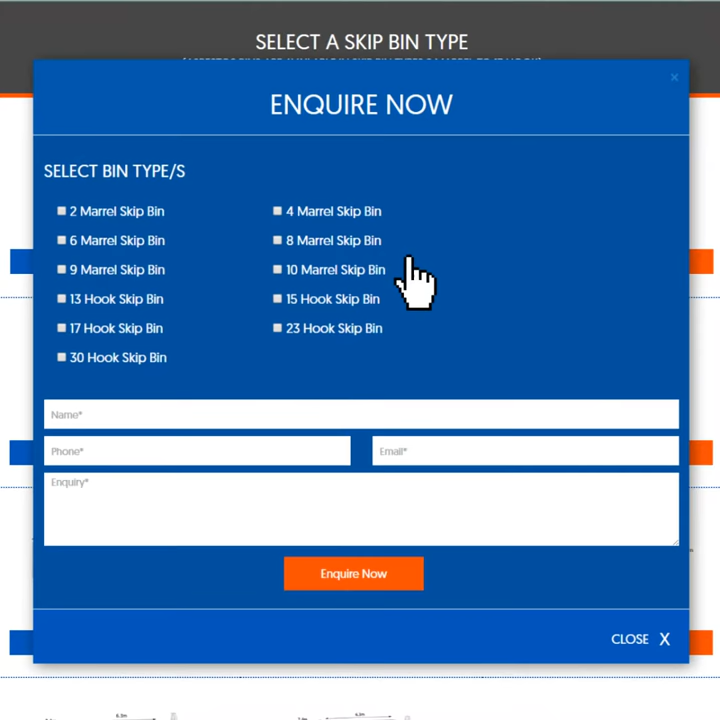 SELECT A SKIP BIN TYPE
×
ENQUIRE NOW
SELECT BIN TYPE/S
2 Marrel Skip Bin
4 Marrel Skip Bin
6 Marrel Skip Bin
8 Marrel Skip Bin
9 Marrel Skip Bin
10 Marrel Skip Bin
13 Hook Skip Bin
15 Hook Skip Bin
17 Hook Skip Bin
23 Hook Skip Bin
30 Hook Skip Bin
Name*
Phone*
Email*
Enquiry*
Enquire Now
CLOSE X